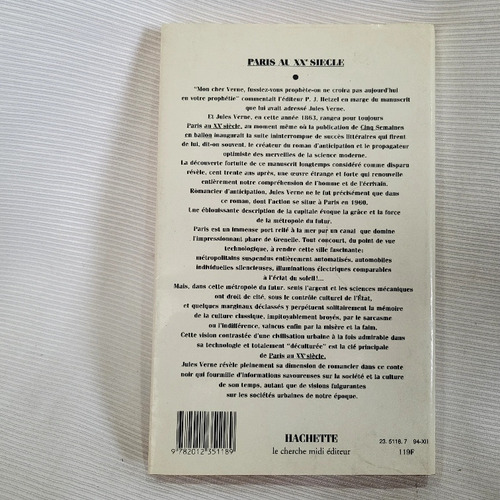 PARIS AU XXe SIECLE
"Mon cher Verne, fussiez-vous prophète-on ne croira pas aujourd'hui
en votre prophétie" commentait l'éditeur P. J. Hetzel en marge du manuscrit
que lui avait adressé Jules Verne.
Et Jules Verne, en cette année 1863, rangea pour toujours
Paris au XXe siècle, au moment même où la publication de Cinq Semaines
en ballon inaugurait la suite ininterrompue de succès littéraires qui firent
de lui, dit-on souvent, le créateur du roman d'anticipation et le propagateur
optimiste des merveilles de la science moderne.
La découverte fortuite de ce manuscrit longtemps considéré comme disparu
révèle, cent trente ans après, une œuvre étrange et forte qui renouvelle
entièrement notre compréhension de l'homme et de l'écrivain.
Romancier d'anticipation, Jules Verne ne le fut précisément que dans
ce roman, dont l'action se situe à Paris en 1960.
Une éblouissante description de la capitale évoque la grâce et la force
de la métropole du futur.
Paris est un immense port relié à la mer par un canal que domine
l'impressionnant phare de Grenelle. Tout concourt, du point de vue
technologique, à rendre cette ville fascinante:
métropolitains suspendus entièrement automatisés, automobiles
individuelles silencieuses, illuminations électriques comparables
à l'éclat du soleil!...
Mais, dans cette métropole du futur, seuls l'argent et les sciences mécaniques
ont droit de cité, sous le contrôle culturel de l'État,
et quelques marginaux déclassés y perpétuent solitairement la mémoire
de la culture classique, impitoyablement broyés, par le sarcasme
ou l'indifférence, vaincus enfin par la misère et la faim.
Cette vision contrastée d'une civilisation urbaine à la fois admirable dans
sa technologie et totalement "déculturée" est la clé principale
de Paris au XXe siècle.
Jules Verne révèle pleinement sa dimension de romancier dans ce conte
noir qui fourmille d'informations savoureuses sur la société et la culture
de son temps, autant que de visions fulgurantes
sur les sociétés urbaines de notre époque.
9 782012 351189
HACHETTE
le cherche midi éditeur
23. 5118. 7 94-XII
119F